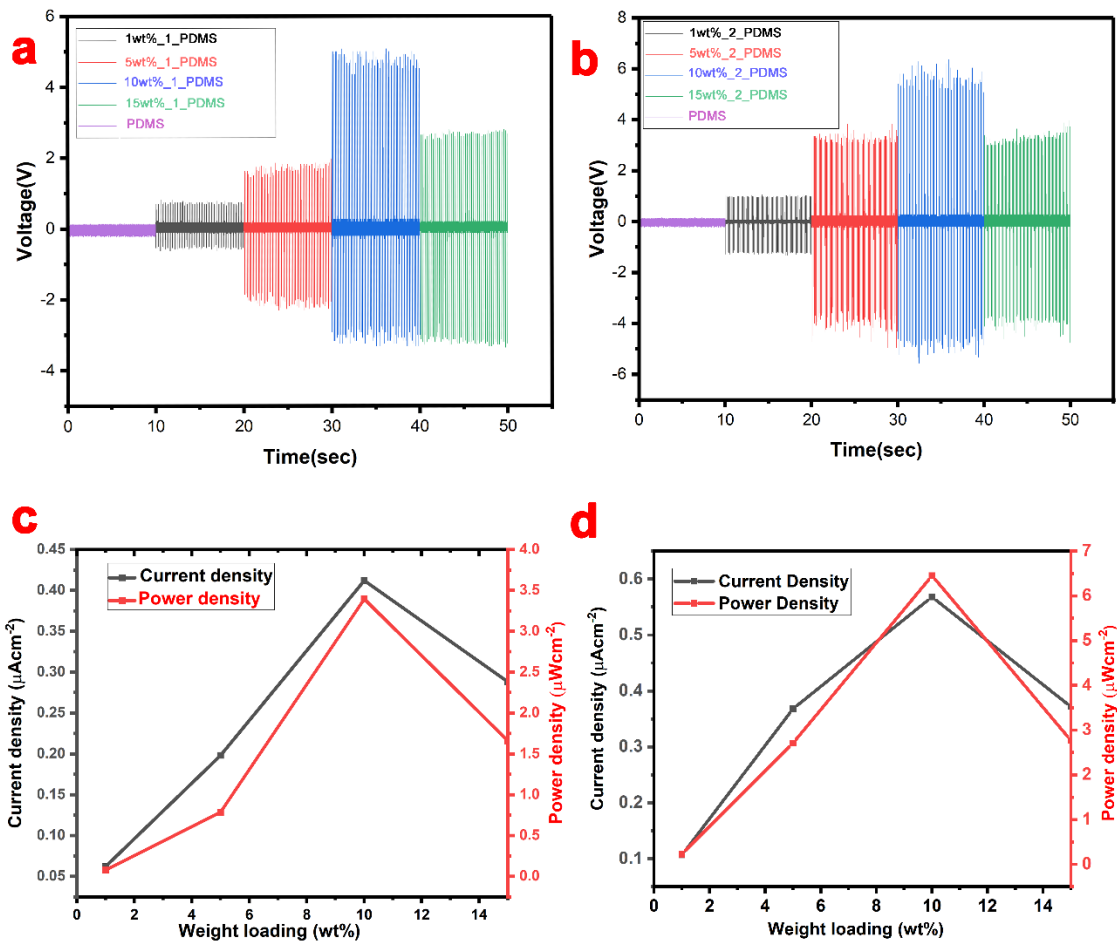 a
1wt%_1_PDMS
5wt%_1_PDMS
10wt%_1_PDMS
15wt%_1_PDMS
PDMS
6
4
2
0
-2
-4
Voltage(V)
0 10 20 30 40 50
Time(sec)
b
1wt%_2_PDMS
5wt%_2_PDMS
10wt%_2_PDMS
15wt%_2_PDMS
PDMS
8
6
4
2
0
-2
-4
-6
Voltage(V)
0 10 20 30 40 50
Time(sec)
c
Current density
Power density
0.45
0.40
0.35
0.30
0.25
0.20
0.15
0.10
0.05
Current density (μAcm-2)
4.0
3.5
3.0
2.5
2.0
1.5
1.0
0.5
0.0
Power density (μWcm-2)
0 2 4 6 8 10 12 14
Weight loading (wt%)
d
Current Density
Power Density
0.6
0.5
0.4
0.3
0.2
0.1
Current density (μAcm-2)
7
6
5
4
3
2
1
0
Power density (μWcm-2)
0 2 4 6 8 10 12 14
Weight loading (wt%)